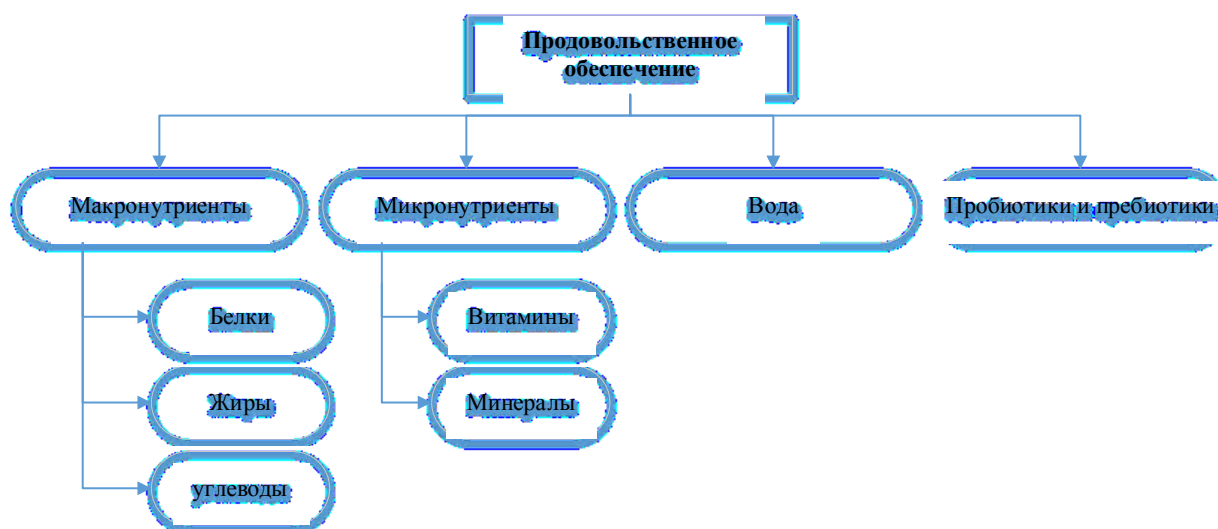 Продовольственное
обеспечение
Макронутриенты
Микронутриенты
Вода
Пробиотики и пребиотики
Белки
Витамины
Жиры
Минералы
углеводы